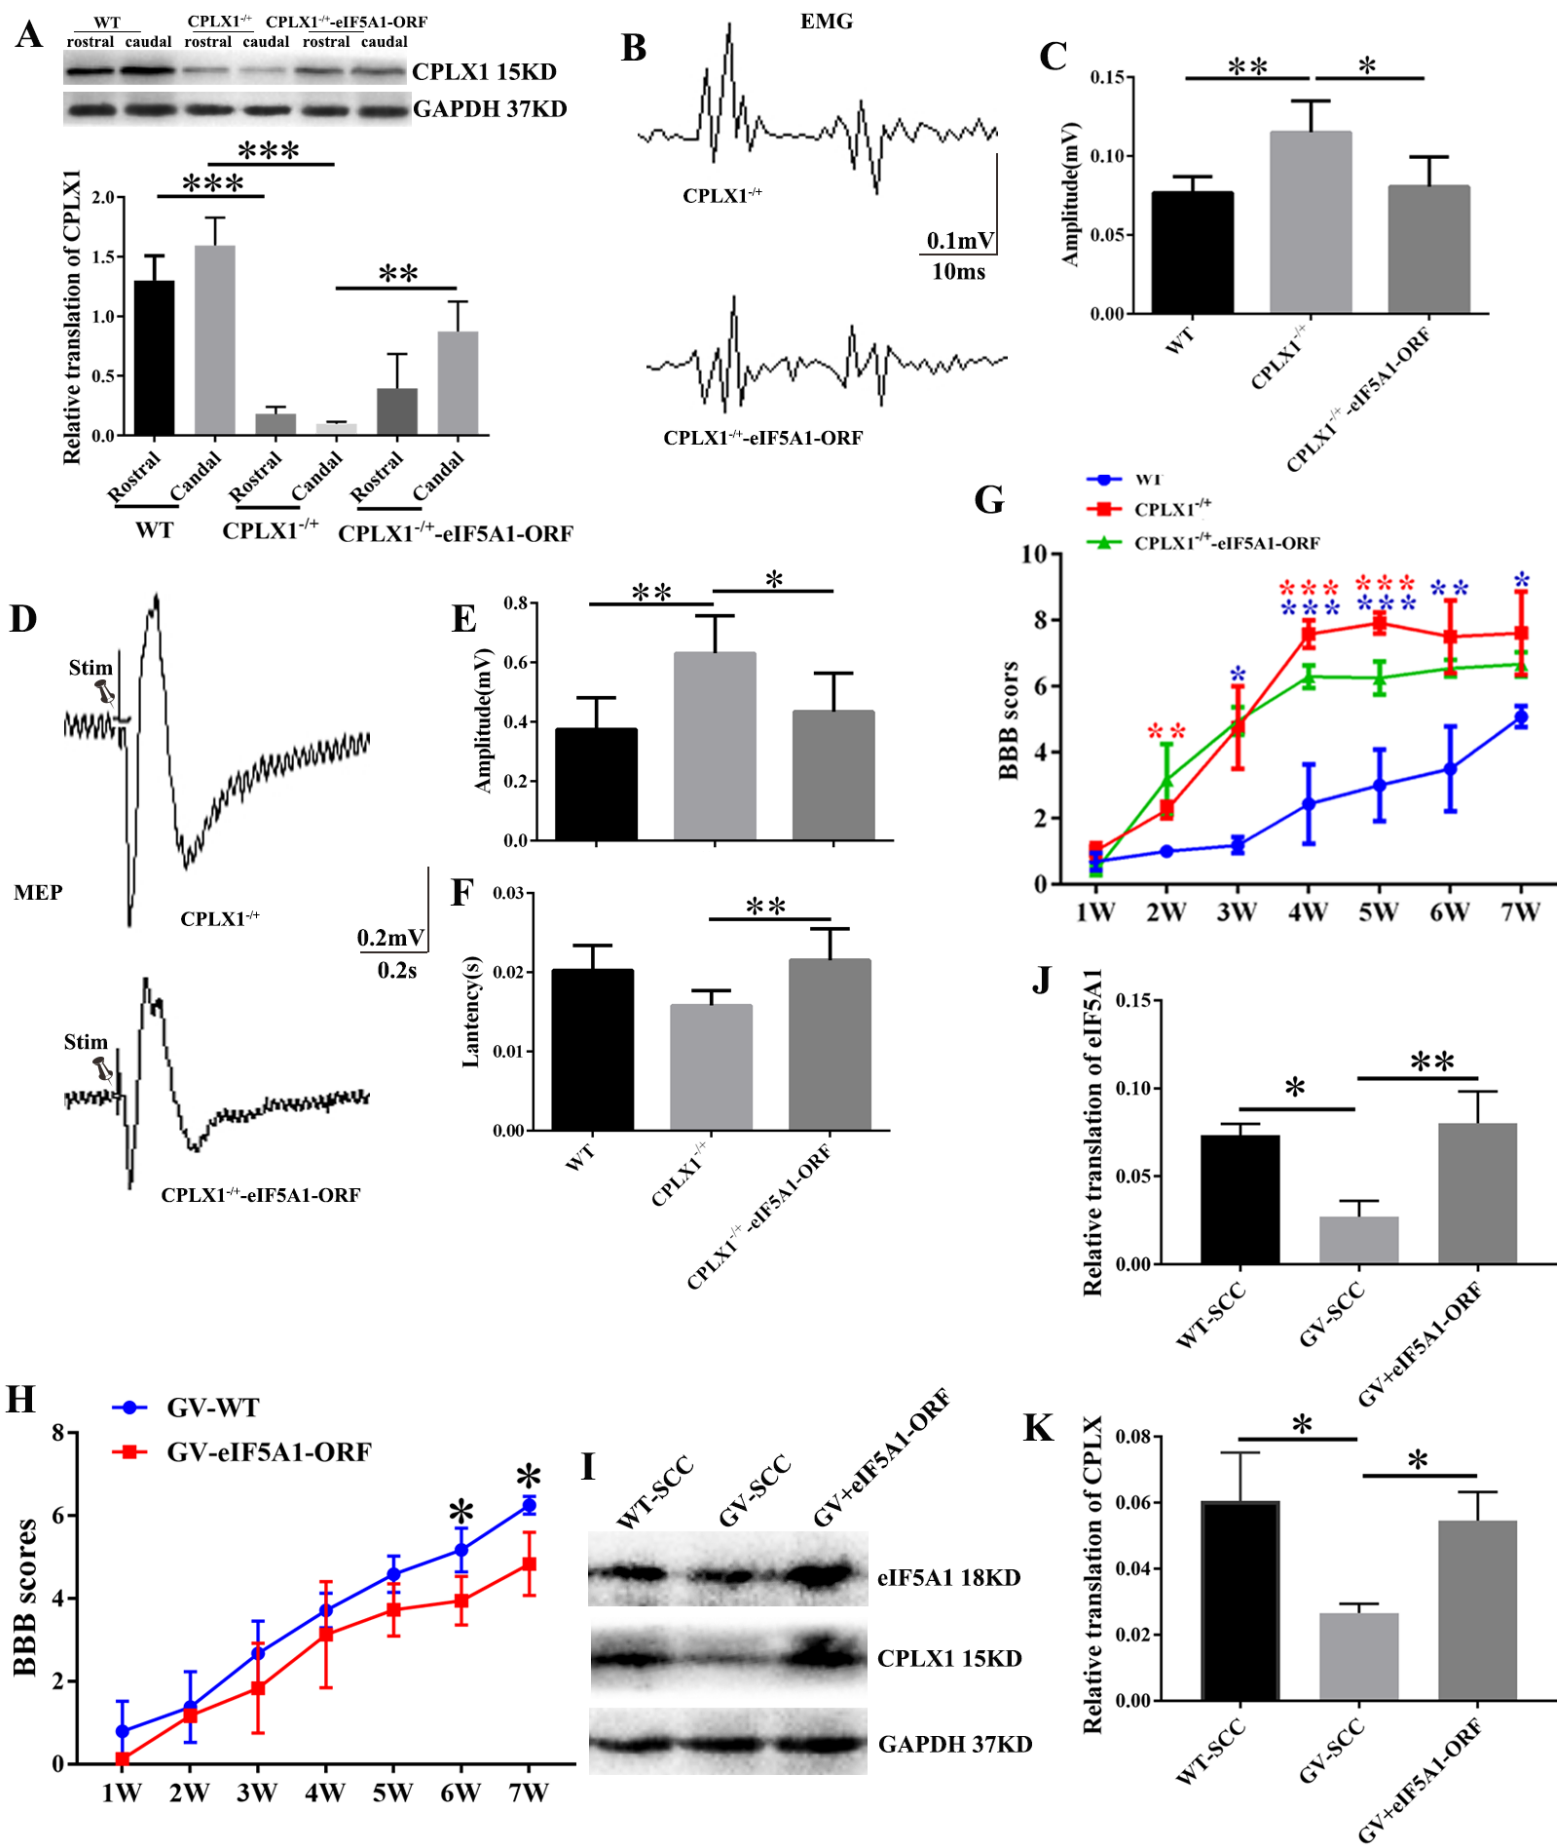 A
WT CPLX1-/+ CPLX1-/+-eIF5A1-ORF
rostral caudal rostral caudal rostral caudal
CPLX1 15KD
GAPDH 37KD
***
***
**
Relative translation of CPLX1
2.0
1.5
1.0
0.5
0.0
Rostral Candal Rostral Candal Rostral Candal
WT CPLX1-/+ CPLX1-/+-eIF5A1-ORF
B
EMG
CPLX1-/+
0.1mV
10ms
CPLX1-/+-eIF5A1-ORF
C
** *
Amplitude(mV)
0.15
0.10
0.05
0.00
WT CPLX1-/+ CPLX1-/+-eIF5A1-ORF
D
Stim
MEP
CPLX1-/+
0.2mV
0.2s
Stim
CPLX1-/+-eIF5A1-ORF
E
** *
Amplitude(mV)
0.8
0.6
0.4
0.2
0.0
F
**
Lantency(s)
0.03
0.02
0.01
0.00
WT CPLX1-/+ CPLX1-/+-eIF5A1-ORF
G
WT
CPLX1-/+
CPLX1-/+-eIF5A1-ORF
BBB scors
10
8
6
4
2
0
** * *** *** *** *** ** *
1W 2W 3W 4W 5W 6W 7W
H
GV-WT
GV-eIF5A1-ORF
BBB scores
8
6
4
2
0
* *
1W 2W 3W 4W 5W 6W 7W
I
WT-SCC GV-SCC GV+eIF5A1-ORF
eIF5A1 18KD
CPLX1 15KD
GAPDH 37KD
J
* **
Relative translation of eIF5A1
0.15
0.10
0.05
0.00
WT-SCC GV-SCC GV+eIF5A1-ORF
K
* *
Relative translation of CPLX
0.08
0.06
0.04
0.02
0.00
WT-SCC GV-SCC GV+eIF5A1-ORF